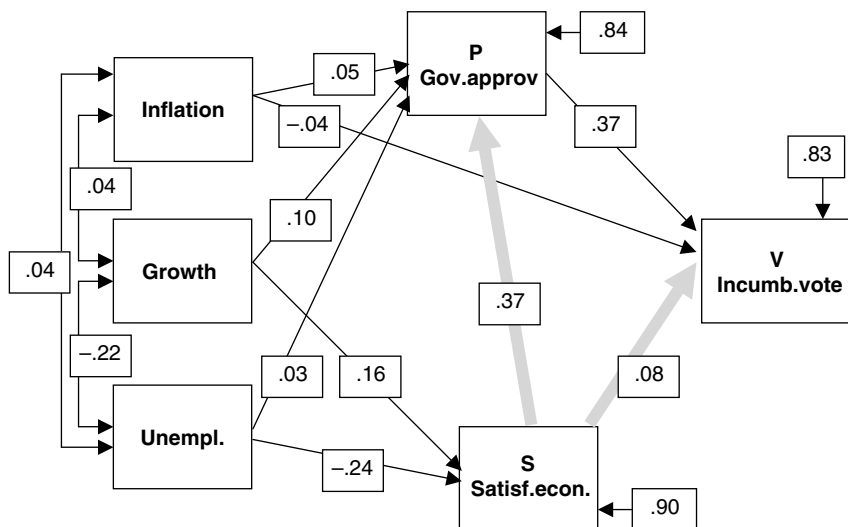 P
Gov.approv
.84
Inflation
.05
–.04
.37
.83
.04
.10
Growth
.04
V
Incumb.vote
.37
–.22
.03
.16
.08
Unempl.
–.24
S
Satisf.econ.
.90